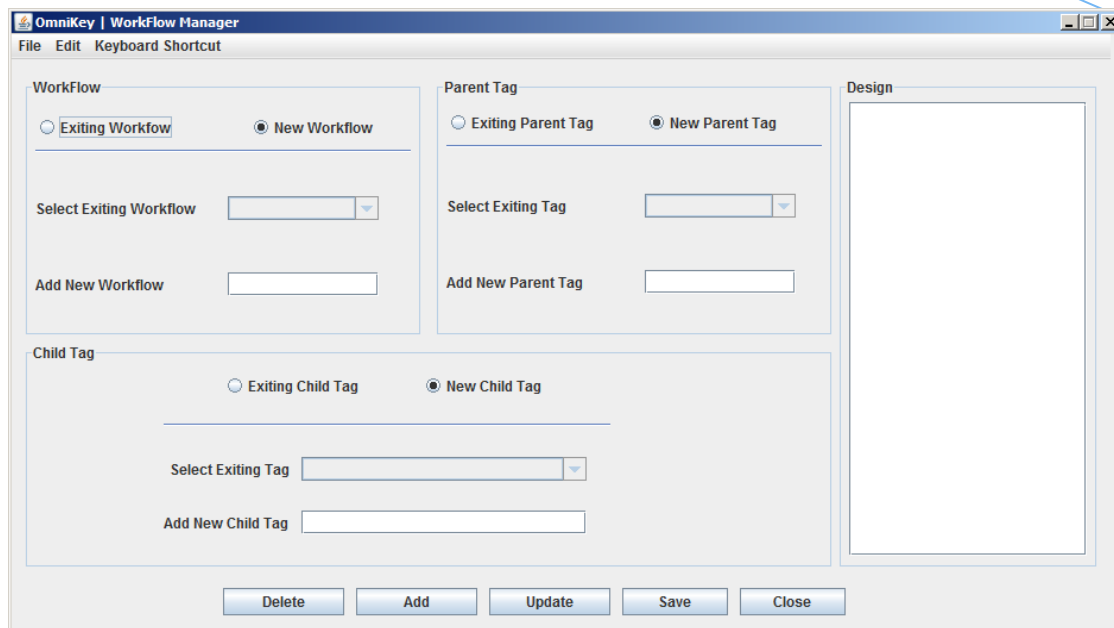 OmniKey | WorkFlow Manager
File Edit Keyboard Shortcut
WorkFlow
Exiting Workfow New Workflow
Select Exiting Workflow
Add New Workflow
Parent Tag
Exiting Parent Tag New Parent Tag
Select Exiting Tag
Add New Parent Tag
Design
Child Tag
Exiting Child Tag New Child Tag
Select Exiting Tag
Add New Child Tag
Delete Add Update Save Close